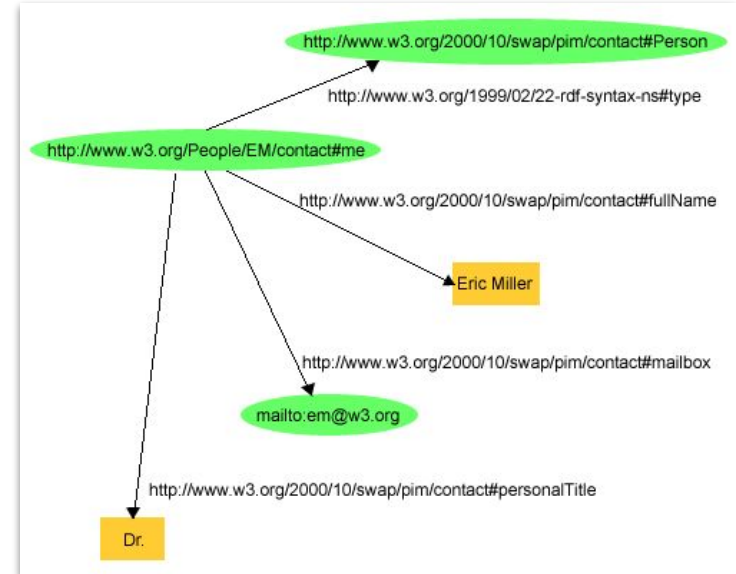 http://www.w3.org/2000/10/swap/pim/contact#Person
http://www.w3.org/1999/02/22-rdf-syntax-ns#type
http://www.w3.org/People/EM/contact#me
http://www.w3.org/2000/10/swap/pim/contact#fullName
Eric Miller
http://www.w3.org/2000/10/swap/pim/contact#mailbox
mailto:em@w3.org
http://www.w3.org/2000/10/swap/pim/contact#personalTitle
Dr.